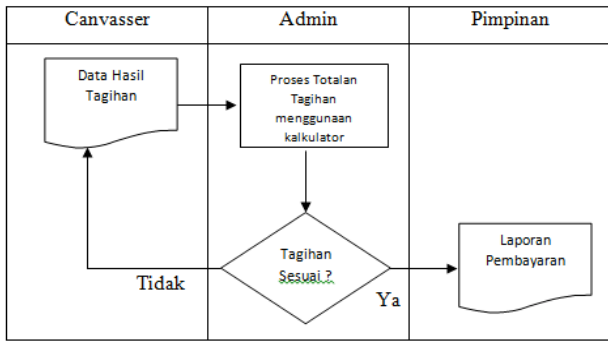 Canvasser
Admin
Pimpinan
Data Hasil
Tagihan
Proses Totalan
Tagihan
menggunaan
kalkulator
Tagihan
Sesuai ?
Tidak
Ya
Laporan
Pembayaran